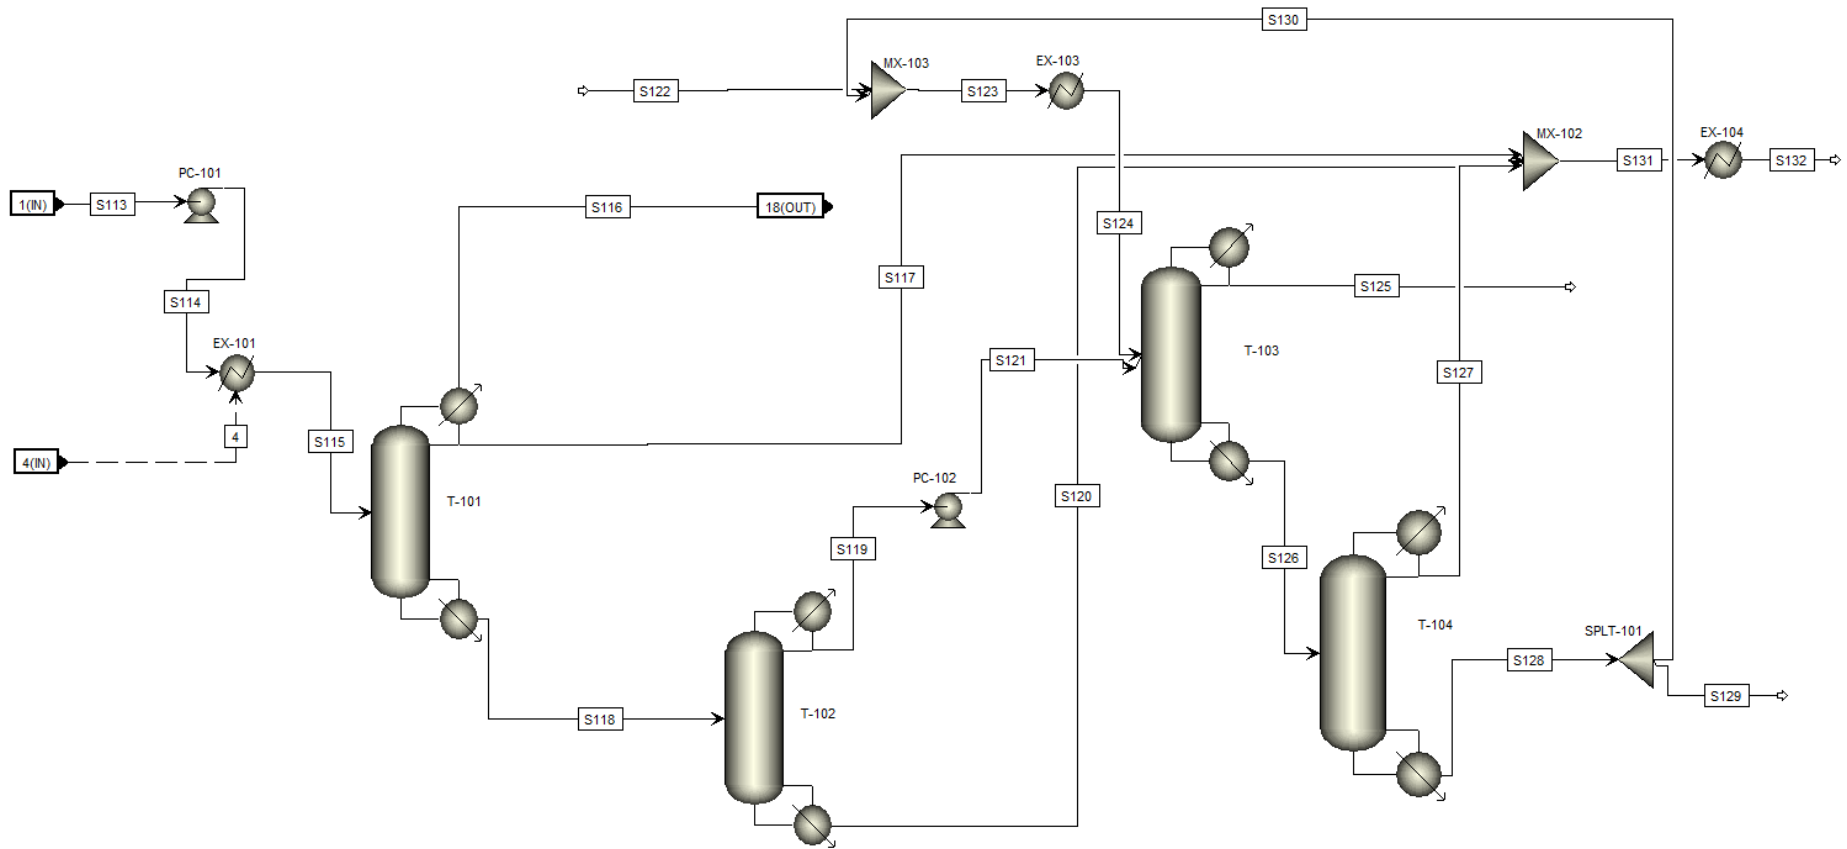 S130
MX-103
EX-103
S122
S123
MX-102
EX-104
S131
S132
PC-101
1(IN)
S113
S116
18(OUT)
S124
S117
S125
S114
EX-101
T-103
S121
S127
4
S115
4(IN)
PC-102
T-101
S120
S119
S126
T-104
SPLT-101
S128
S118
T-102
S129